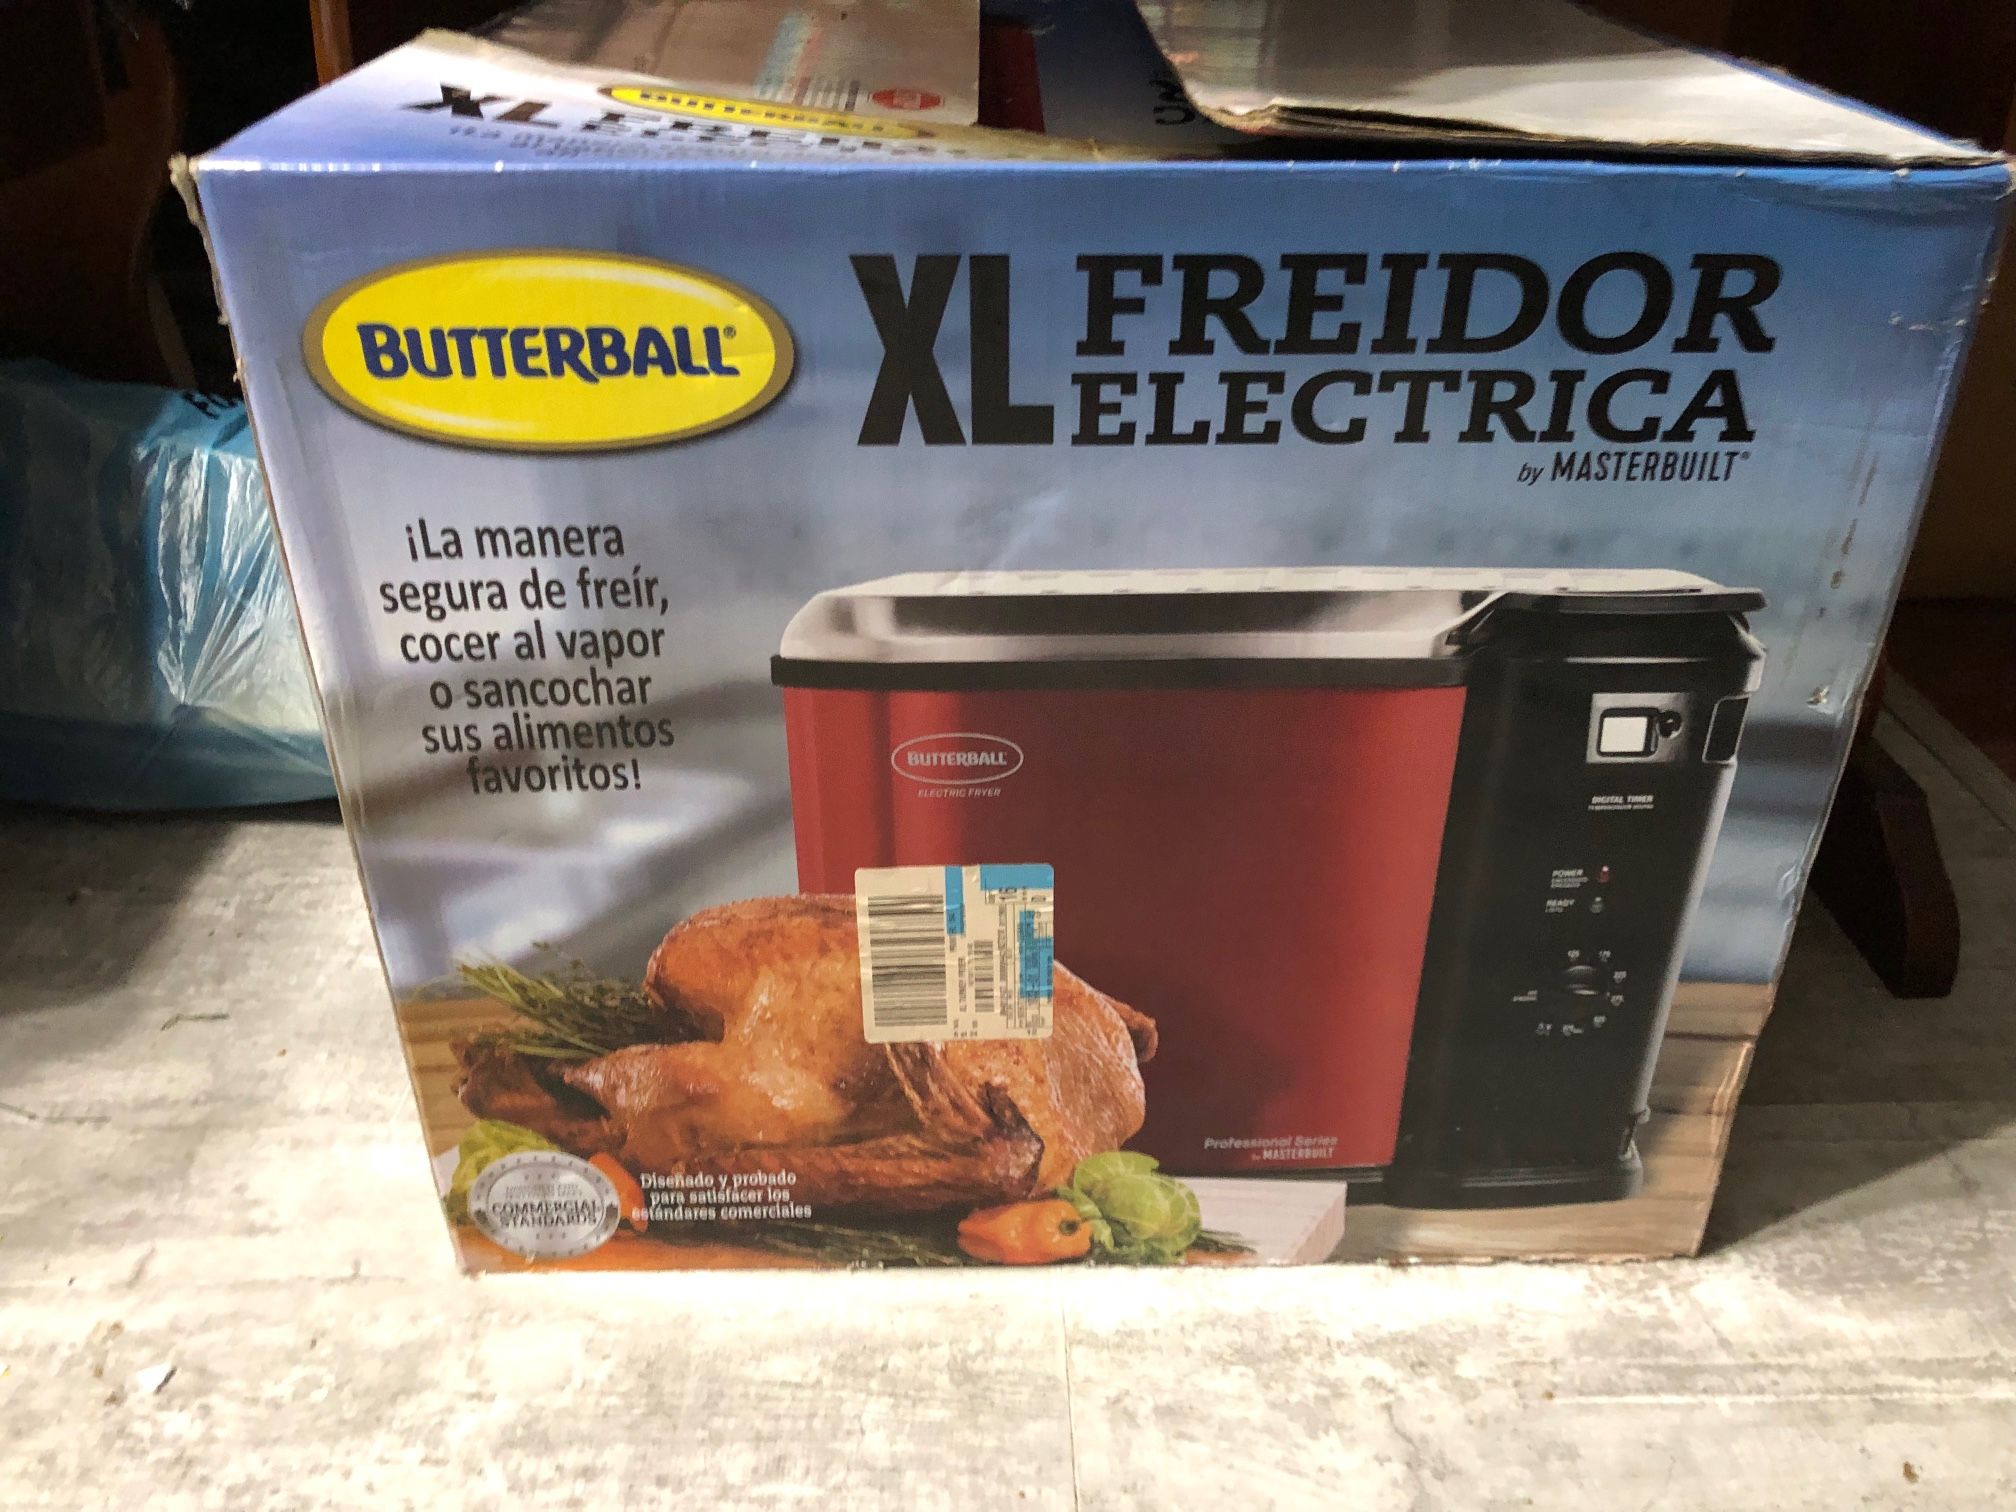 XL
BUTTERBALL
BUTTERBALL®
XL FREIDOR
ELECTRICA
by MASTERBUILT®
¡La manera
segura de freír,
cocer al vapor
o sancochar
sus alimentos
favoritos!
BUTTERBALL
ELECTRIC FRYER
DIGITAL TIMER
POWER
READY
Professional Series
by MASTERBUILT
COMMERCIAL
STANDARDS
Diseñado y probado
para satisfacer los
estándares comerciales